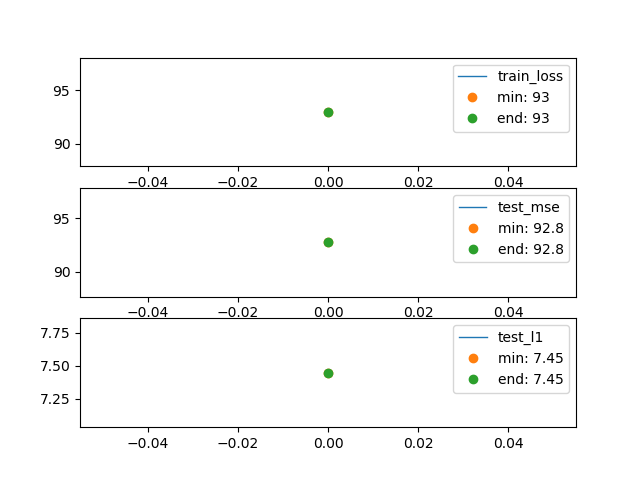 95
90
train_loss
min: 93
end: 93
−0.04 −0.02 0.00 0.02 0.04
95
90
test_mse
min: 92.8
end: 92.8
−0.04 −0.02 0.00 0.02 0.04
7.75
7.50
7.25
test_l1
min: 7.45
end: 7.45
−0.04 −0.02 0.00 0.02 0.04